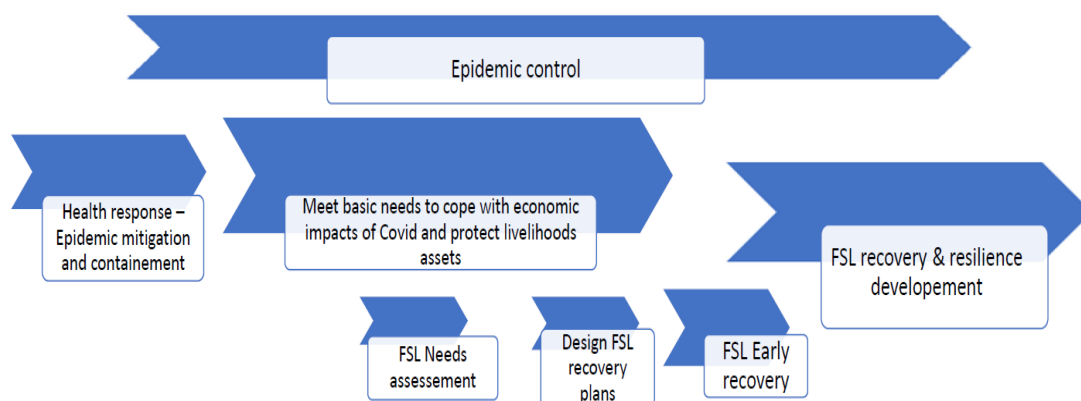 Epidemic control
Health response –
Epidemic mitigation
and containement
Meet basic needs to cope with economic
impacts of Covid and protect livelihoods
assets
FSL recovery & resilience
developement
FSL Needs
assessement
Design FSL
recovery
plans
FSL Early
recovery